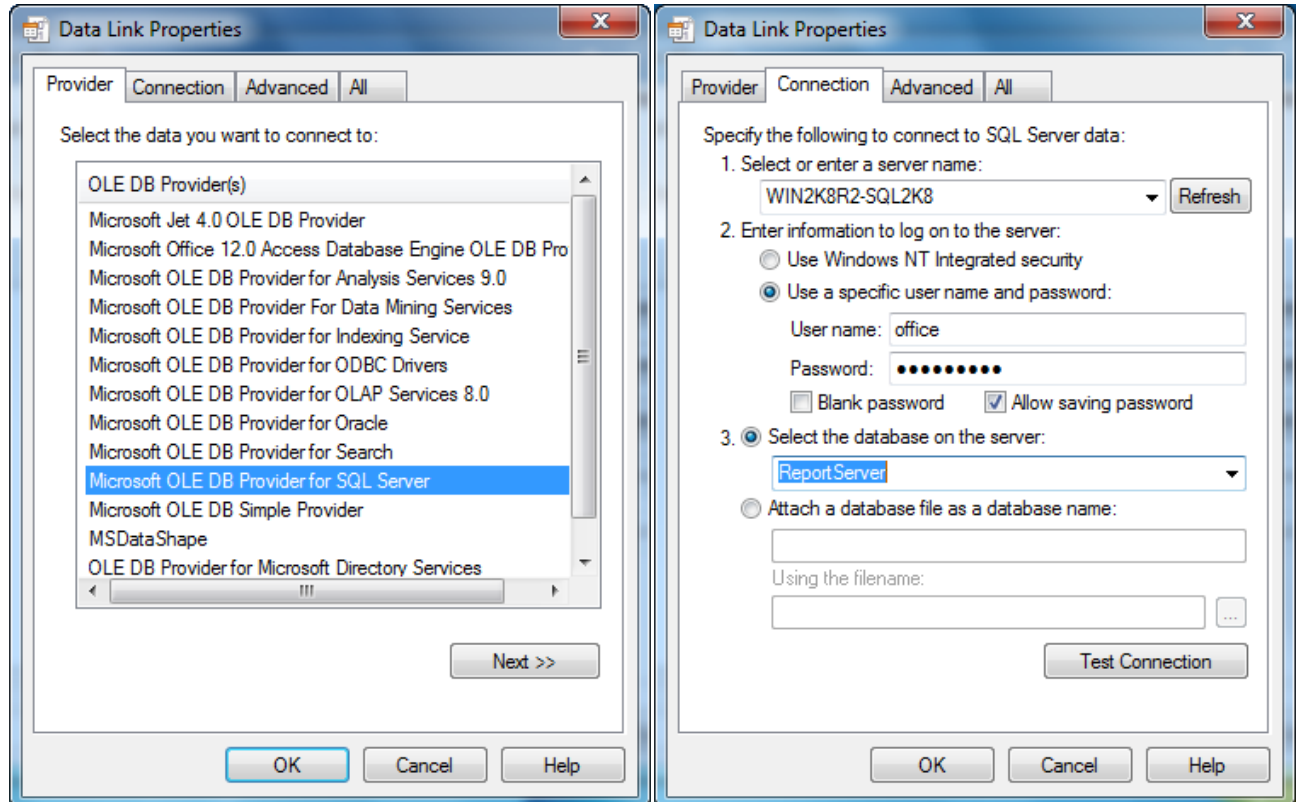 Data Link Properties
Provider Connection Advanced All
Select the data you want to connect to:
OLE DB Provider(s)
Microsoft Jet 4.0 OLE DB Provider
Microsoft Office 12.0 Access Database Engine OLE DB Pro
Microsoft OLE DB Provider for Analysis Services 9.0
Microsoft OLE DB Provider For Data Mining Services
Microsoft OLE DB Provider for Indexing Service
Microsoft OLE DB Provider for ODBC Drivers
Microsoft OLE DB Provider for OLAP Services 8.0
Microsoft OLE DB Provider for Oracle
Microsoft OLE DB Provider for Search
Microsoft OLE DB Provider for SQL Server
Microsoft OLE DB Simple Provider
MSDataShape
OLE DB Provider for Microsoft Directory Services
Next >>
OK Cancel Help
Data Link Properties
Provider Connection Advanced All
Specify the following to connect to SQL Server data:
1. Select or enter a server name:
WIN2K8R2-SQL2K8 Refresh
2. Enter information to log on to the server:
Use Windows NT Integrated security
Use a specific user name and password:
User name: office
Password: •••••••••
Blank password Allow saving password
3. Select the database on the server:
ReportServer
Attach a database file as a database name:
Using the filename:
...
Test Connection
OK Cancel Help